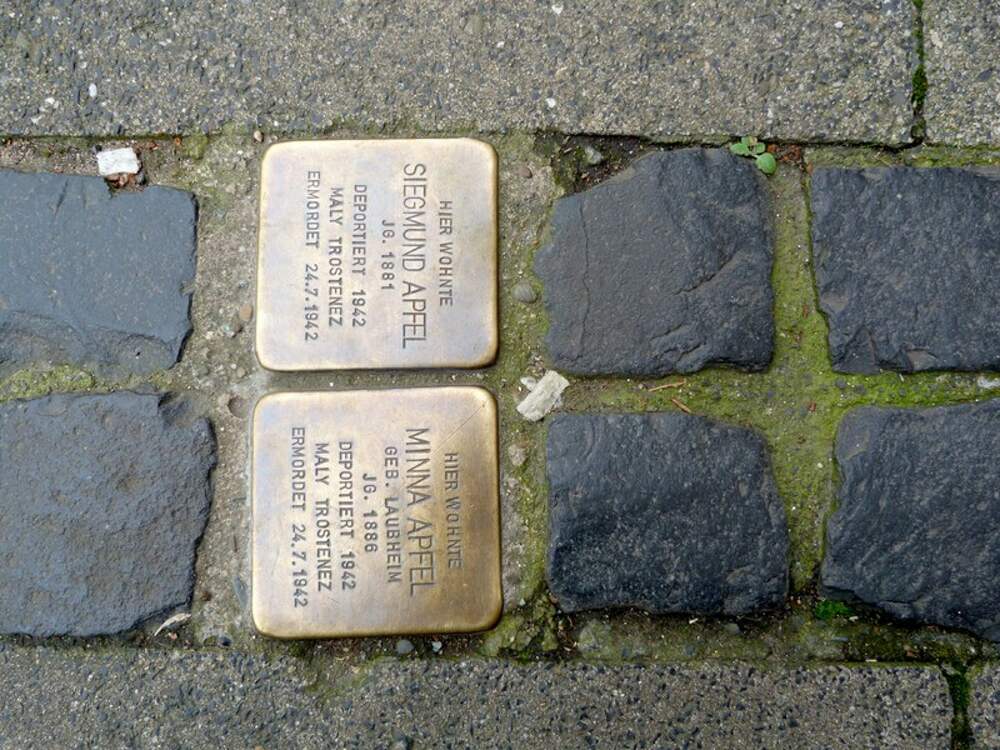 HIER WOHNTE
SIEGMUND APFEL
JG. 1881
DEPORTIERT 1942
MALY TROSTENEZ
ERMORDET 24.7.1942
HIER WOHNTE
MINNA APFEL
GEB. LAUBHEIM
JG. 1886
DEPORTIERT 1942
MALY TROSTENEZ
ERMORDET 24.7.1942